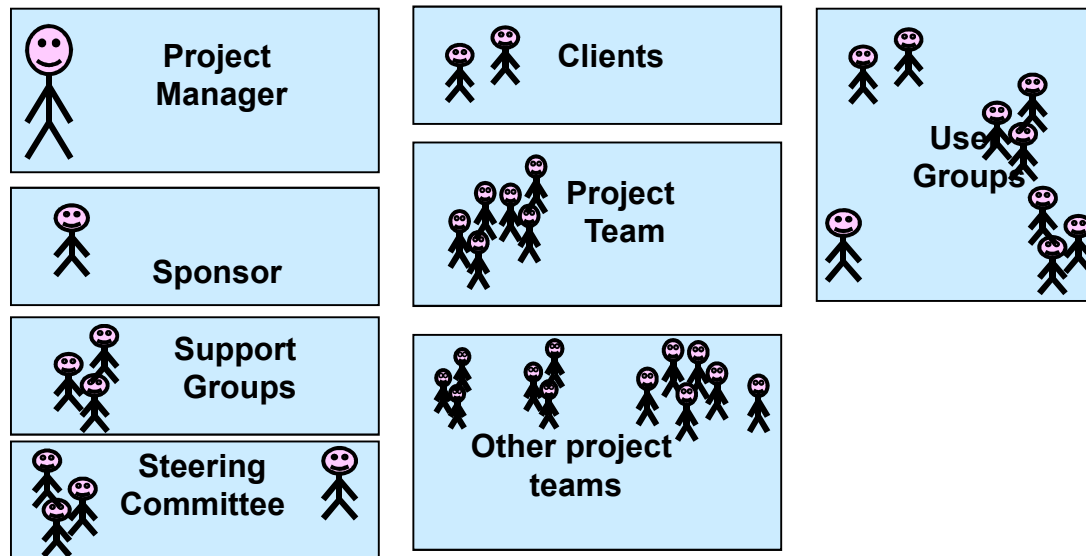 Project
Manager
Sponsor
Support
Groups
Steering
Committee
Clients
Project
Team
Other project
teams
Use
Groups